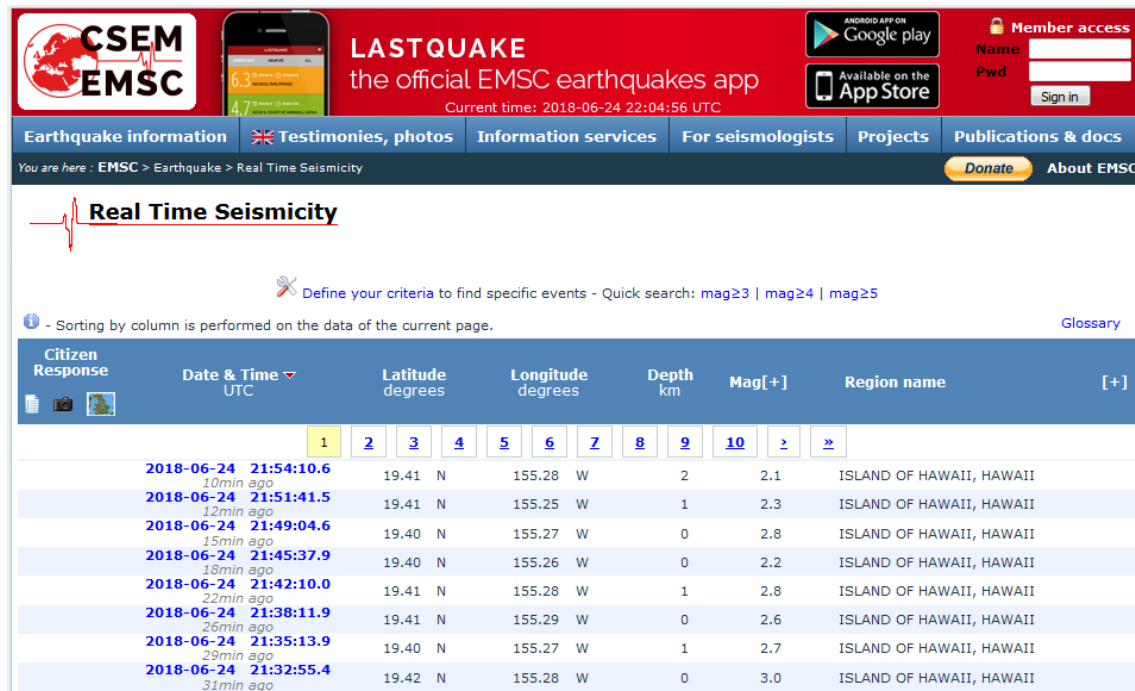 CSEM
EMSC
LASTQUAKE
the official EMSC earthquakes app
Current time: 2018-06-24 22:04:56 UTC
6.3
4.7
ANDROID APP ON
Google play
Available on the
App Store
Member access
Name
Pwd
Sign in
Earthquake information Testimonies, photos Information services For seismologists Projects Publications & docs
You are here : EMSC > Earthquake > Real Time Seismicity Donate About EMSC
Real Time Seismicity
Define your criteria to find specific events - Quick search: mag≥3 | mag≥4 | mag≥5
- Sorting by column is performed on the data of the current page. Glossary
Citizen
Response
Date & Time
UTC
Latitude
degrees
Longitude
degrees
Depth
km
Mag[+]
Region name
[+]
1 2 3 4 5 6 7 8 9 10 › »
2018-06-24 21:54:10.6
10min ago
19.41 N 155.28 W 2 2.1 ISLAND OF HAWAII, HAWAII
2018-06-24 21:51:41.5
12min ago
19.41 N 155.25 W 1 2.3 ISLAND OF HAWAII, HAWAII
2018-06-24 21:49:04.6
15min ago
19.40 N 155.27 W 0 2.8 ISLAND OF HAWAII, HAWAII
2018-06-24 21:45:37.9
18min ago
19.40 N 155.26 W 0 2.2 ISLAND OF HAWAII, HAWAII
2018-06-24 21:42:10.0
22min ago
19.41 N 155.28 W 1 2.8 ISLAND OF HAWAII, HAWAII
2018-06-24 21:38:11.9
26min ago
19.41 N 155.29 W 0 2.6 ISLAND OF HAWAII, HAWAII
2018-06-24 21:35:13.9
29min ago
19.40 N 155.27 W 1 2.7 ISLAND OF HAWAII, HAWAII
2018-06-24 21:32:55.4
31min ago
19.42 N 155.28 W 0 3.0 ISLAND OF HAWAII, HAWAII